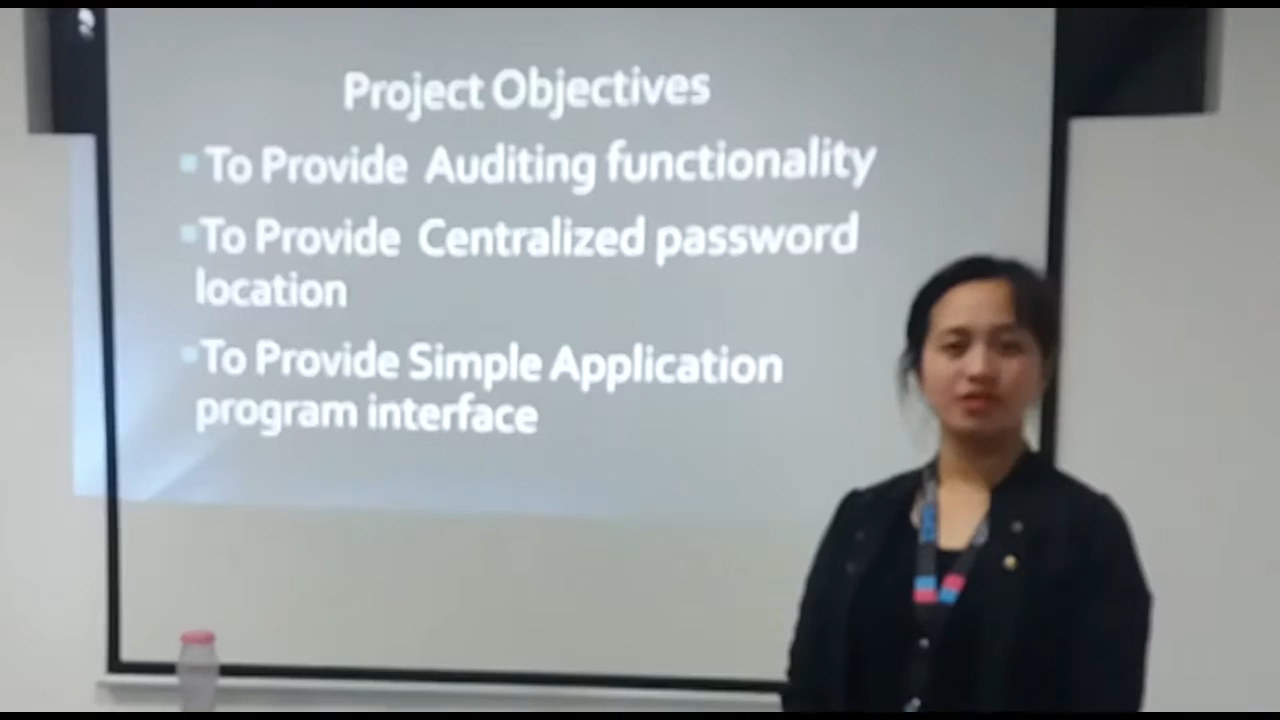 Project Objectives
To Provide Auditing functionality
To Provide Centralized password
location
To Provide Simple Application
program interface